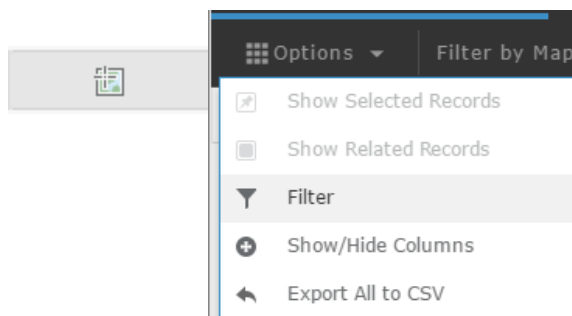 Options
Filter by Map
Show Selected Records
Show Related Records
Filter
Show/Hide Columns
Export All to CSV